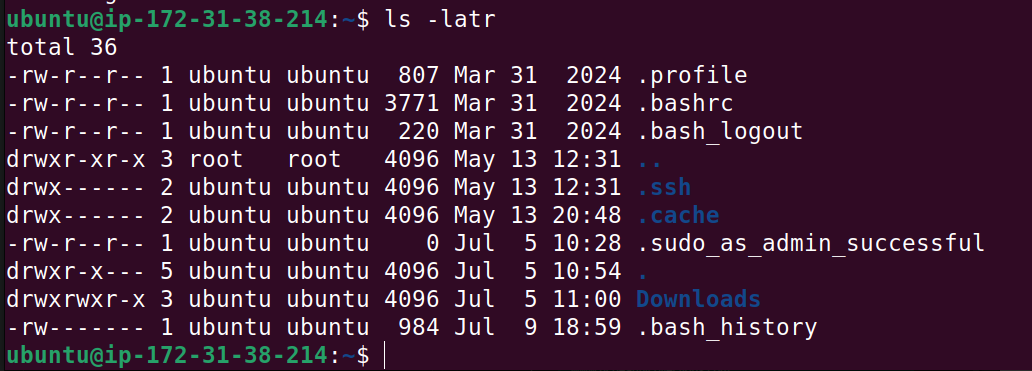 ubuntu@ip-172-31-38-214:~$ ls -latr
total 36
-rw-r--r-- 1 ubuntu ubuntu  807 Mar 31  2024 .profile
-rw-r--r-- 1 ubuntu ubuntu 3771 Mar 31  2024 .bashrc
-rw-r--r-- 1 ubuntu ubuntu  220 Mar 31  2024 .bash_logout
drwxr-xr-x 3 root   root   4096 May 13 12:31 ..
drwx------ 2 ubuntu ubuntu 4096 May 13 12:31 .ssh
drwx------ 2 ubuntu ubuntu 4096 May 13 20:48 .cache
-rw-r--r-- 1 ubuntu ubuntu    0 Jul  5 10:28 .sudo_as_admin_successful
drwxr-x--- 5 ubuntu ubuntu 4096 Jul  5 10:54 .
drwxrwxr-x 3 ubuntu ubuntu 4096 Jul  5 11:00 Downloads
-rw------- 1 ubuntu ubuntu  984 Jul  9 18:59 .bash_history
ubuntu@ip-172-31-38-214:~$